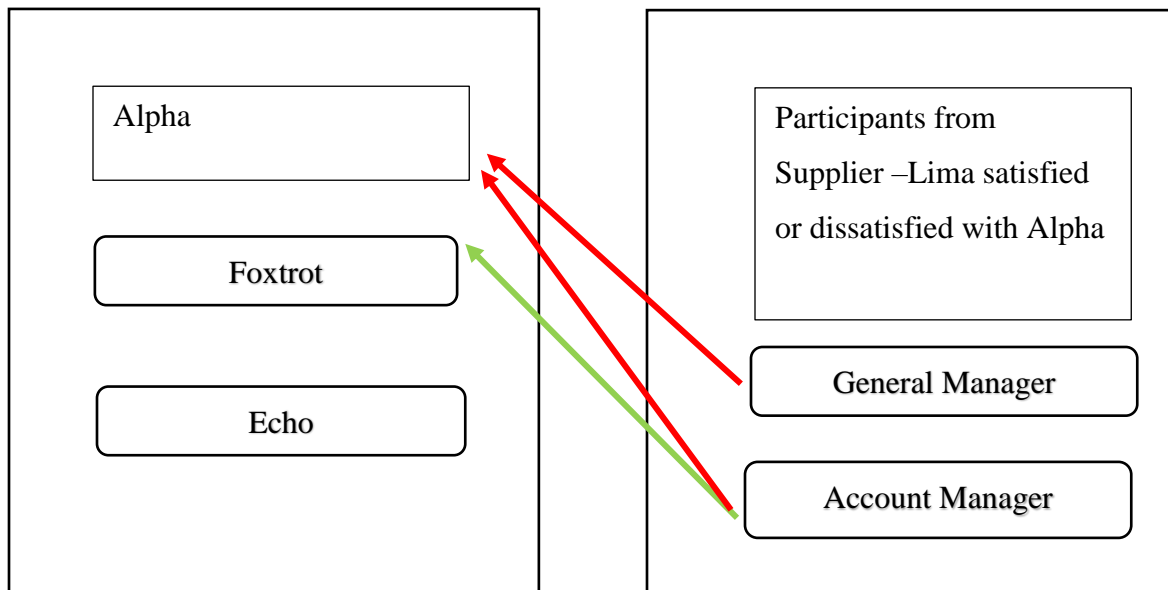 Alpha
Foxtrot
Echo
Participants from
Supplier –Lima satisfied
or dissatisfied with Alpha
General Manager
Account Manager